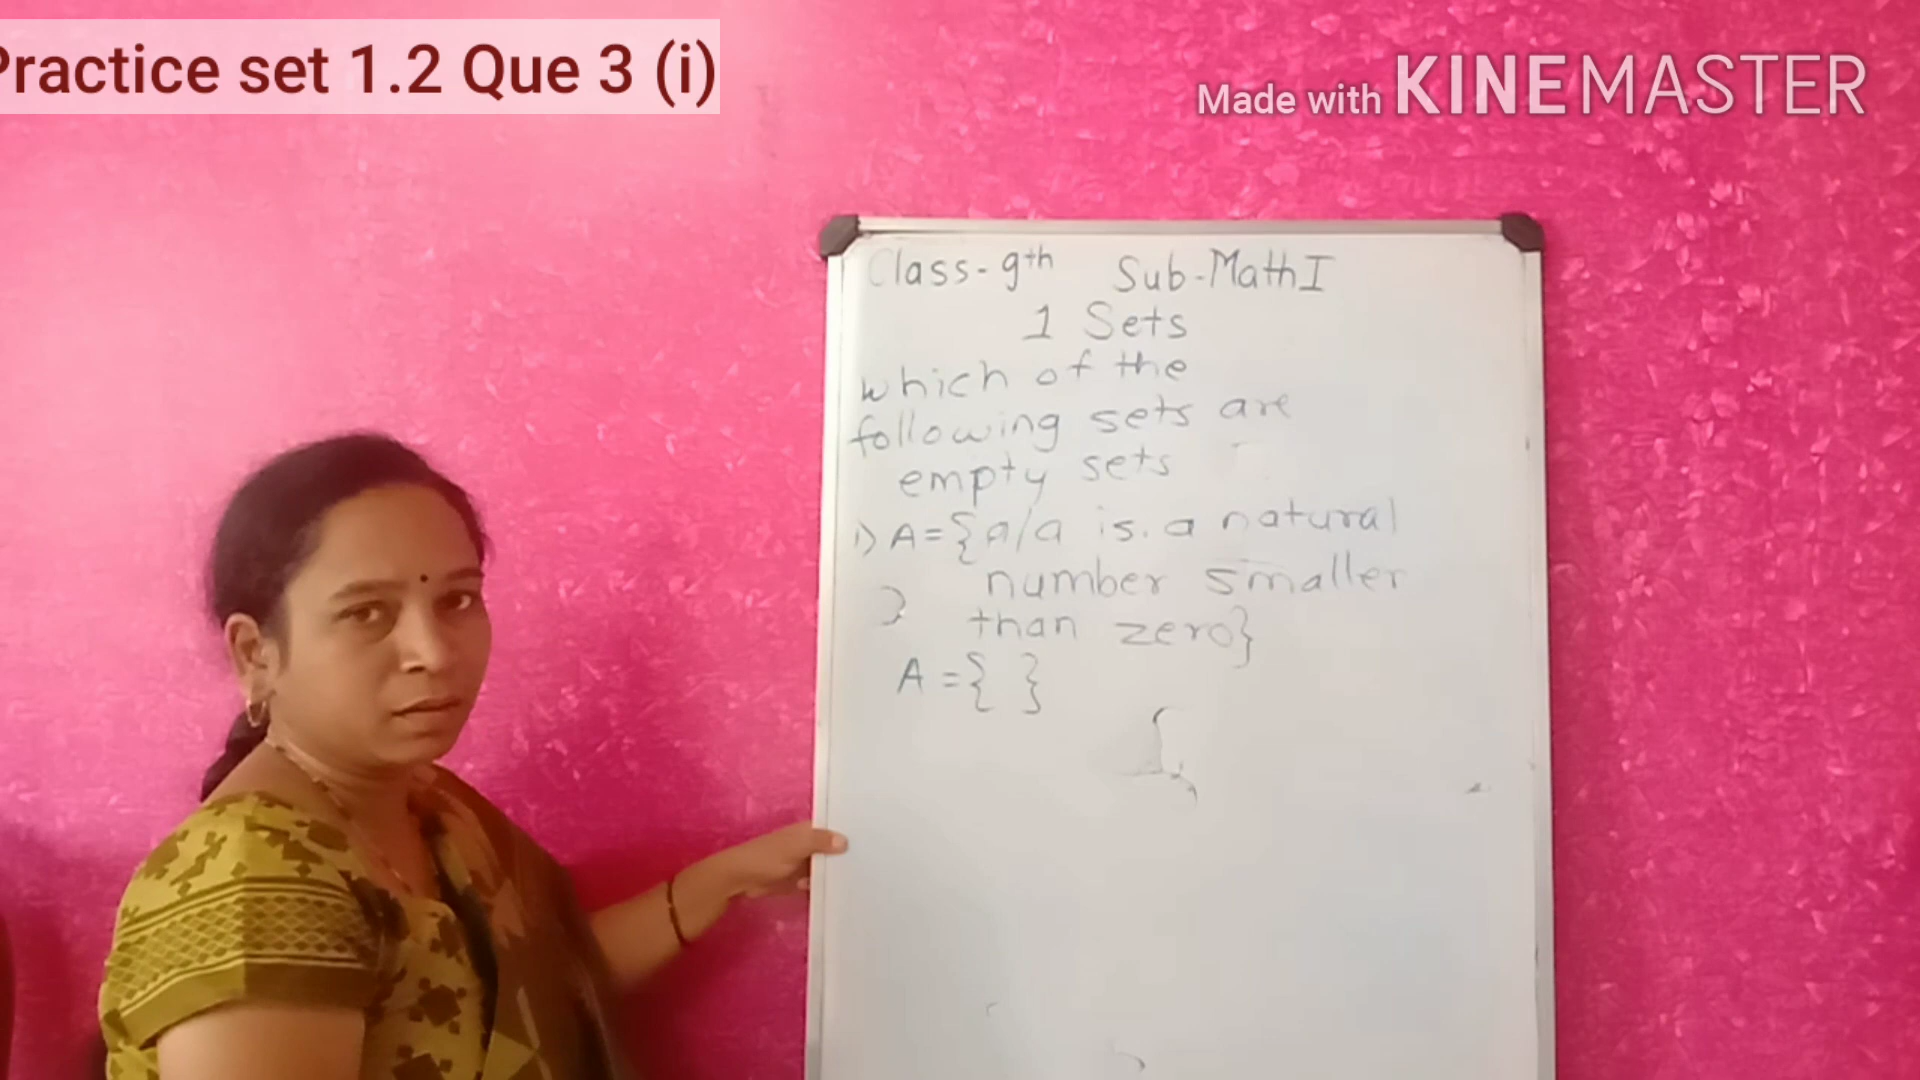 Practice set 1.2 Que 3 (i)
Made with KINEMASTER
Class-9th Sub-Math I
1 Sets
which of the
following sets are
empty sets
i) A={a/a is a natural
number smaller
than zero}
A={ }